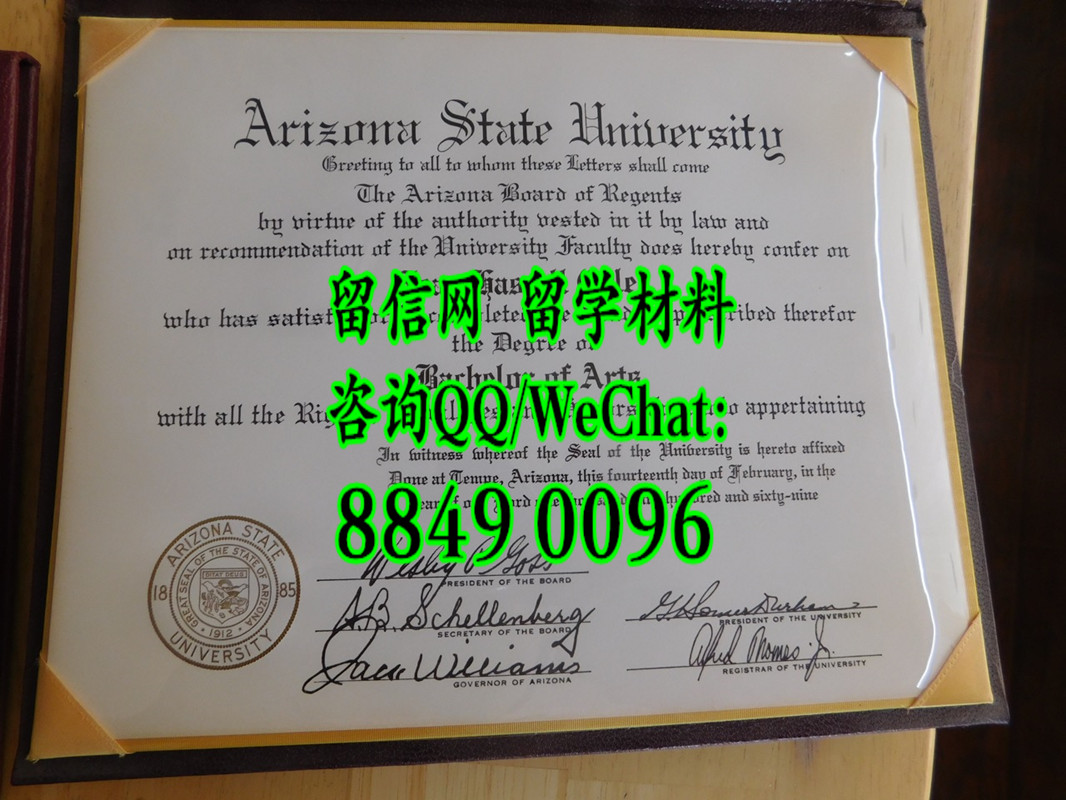 Arizona State University
Greeting to all to whom these Letters shall come
The Arizona Board of Regents
by virtue of the authority vested in it by law and
on recommendation of the University Faculty does hereby confer on
留信网 留学材料
who has therefor
the Degree of
Bachelor of Arts
咨询QQ/WeChat:
with all the appertaining
In witness whereof the Seal of the University is hereto affixed
Done at Tempe, Arizona, this fourteenth day of February, in the
and sixty-nine
8849 0096
ARIZONA STATE
UNIVERSITY
18 85
GREAT SEAL OF THE STATE OF ARIZONA
DITAT DEUS
1912
Wesley P. Goss
PRESIDENT OF THE BOARD
A.B. Schellenberg
SECRETARY OF THE BOARD
PRESIDENT OF THE UNIVERSITY
Jack Williams
GOVERNOR OF ARIZONA
REGISTRAR OF THE UNIVERSITY